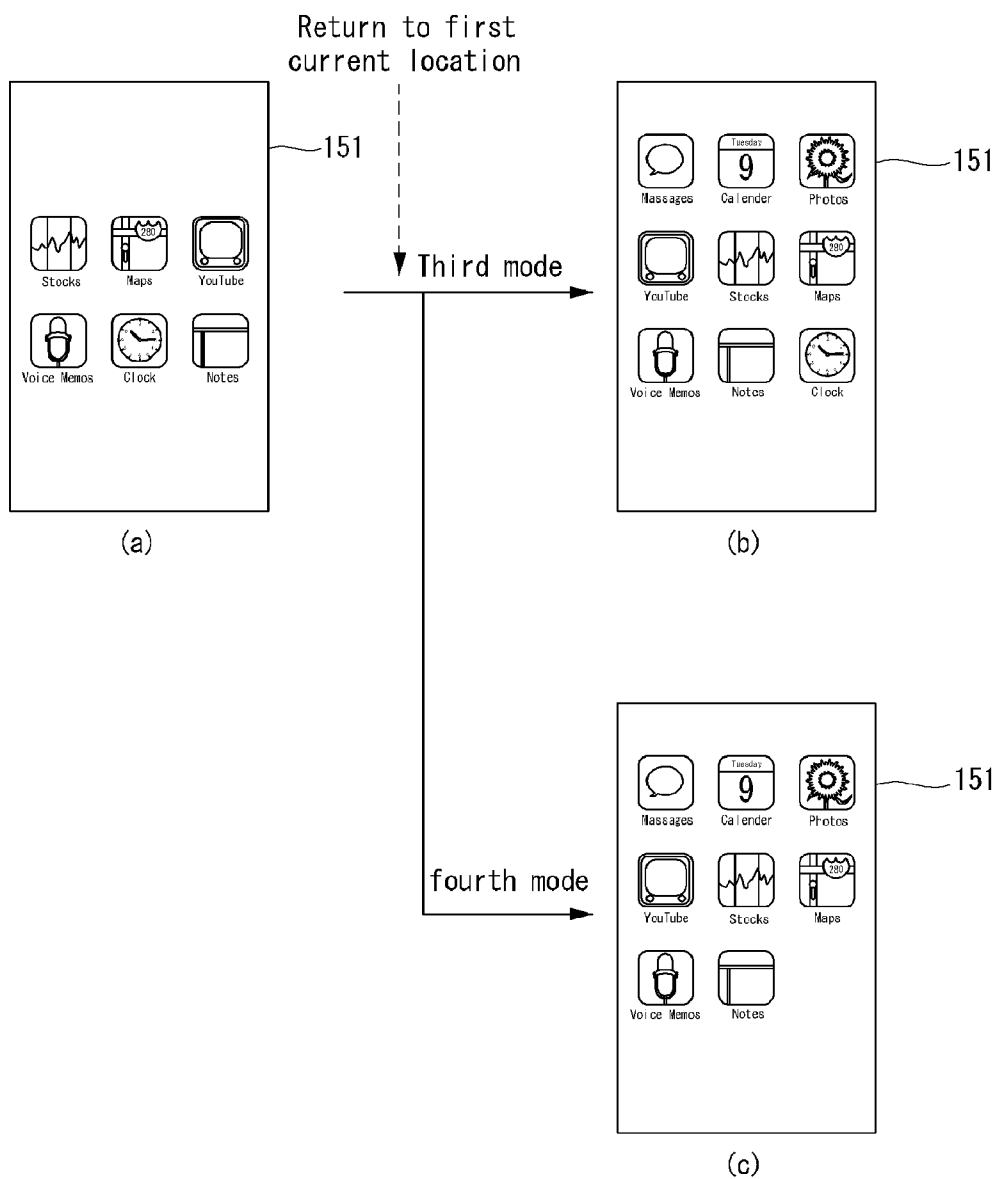 Return to first
current location
151
Stocks Maps YouTube
280
Voice Memos Clock Notes
(a)
Third mode
151
Tuesday
9
Massages Calender Photos
280
YouTube Stocks Maps
Voice Memos Notes Clock
(b)
fourth mode
151
Tuesday
9
Massages Calender Photos
280
YouTube Stocks Maps
Voice Memos Notes
(c)